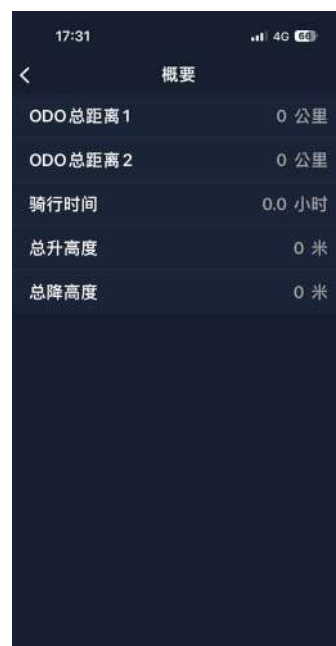 17:31
4G 66
概要
ODO总距离1 0 公里
ODO总距离2 0 公里
骑行时间 0.0 小时
总升高度 0 米
总降高度 0 米